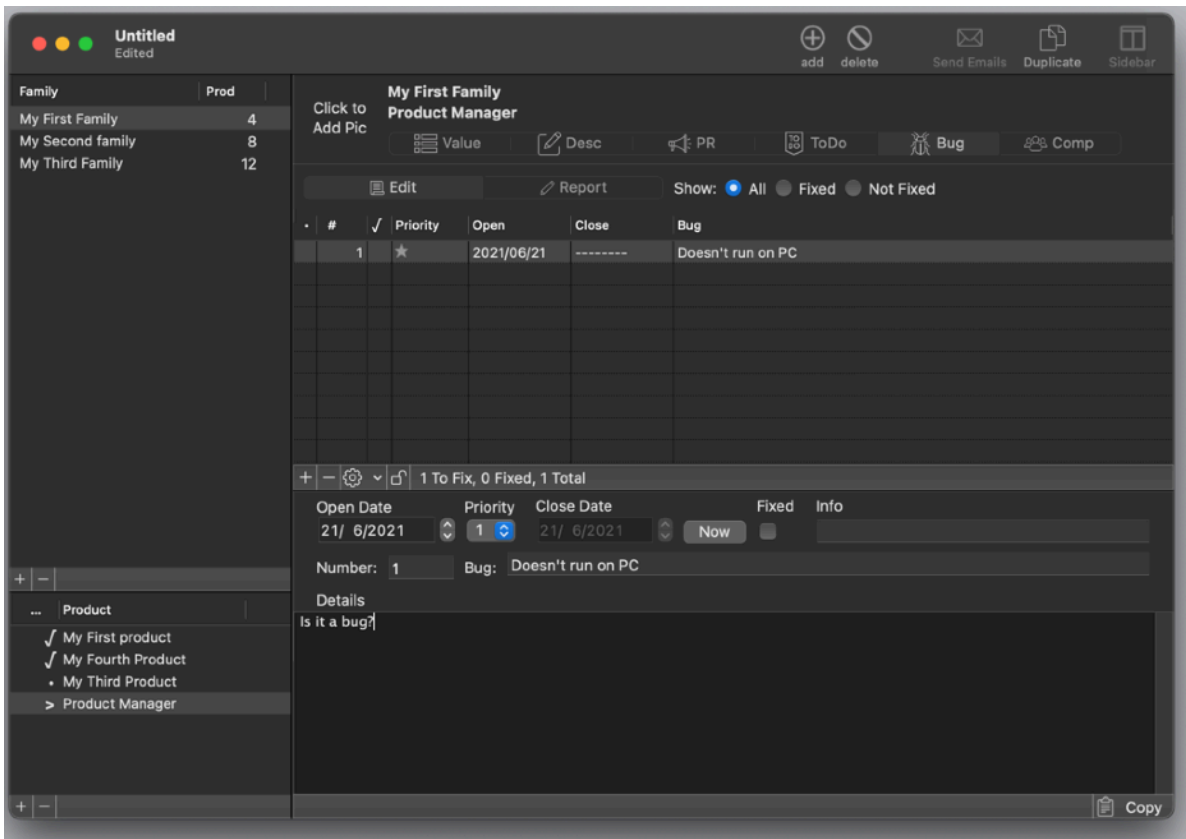 Untitled
Edited
add delete Send Emails Duplicate Sidebar
Family Prod
My First Family 4
My Second family 8
My Third Family 12
Click to
Add Pic
My First Family
Product Manager
Value Desc PR ToDo Bug Comp
Edit Report Show: All Fixed Not Fixed
• # √ Priority Open Close Bug
1 ★ 2021/06/21 -------- Doesn't run on PC
+ − 1 To Fix, 0 Fixed, 1 Total
Open Date Priority Close Date Fixed Info
21/ 6/2021 1 21/ 6/2021 Now
Number: 1 Bug: Doesn't run on PC
Details
Is it a bug?
+ −
... Product
√ My First product
√ My Fourth Product
• My Third Product
> Product Manager
+ −
Copy